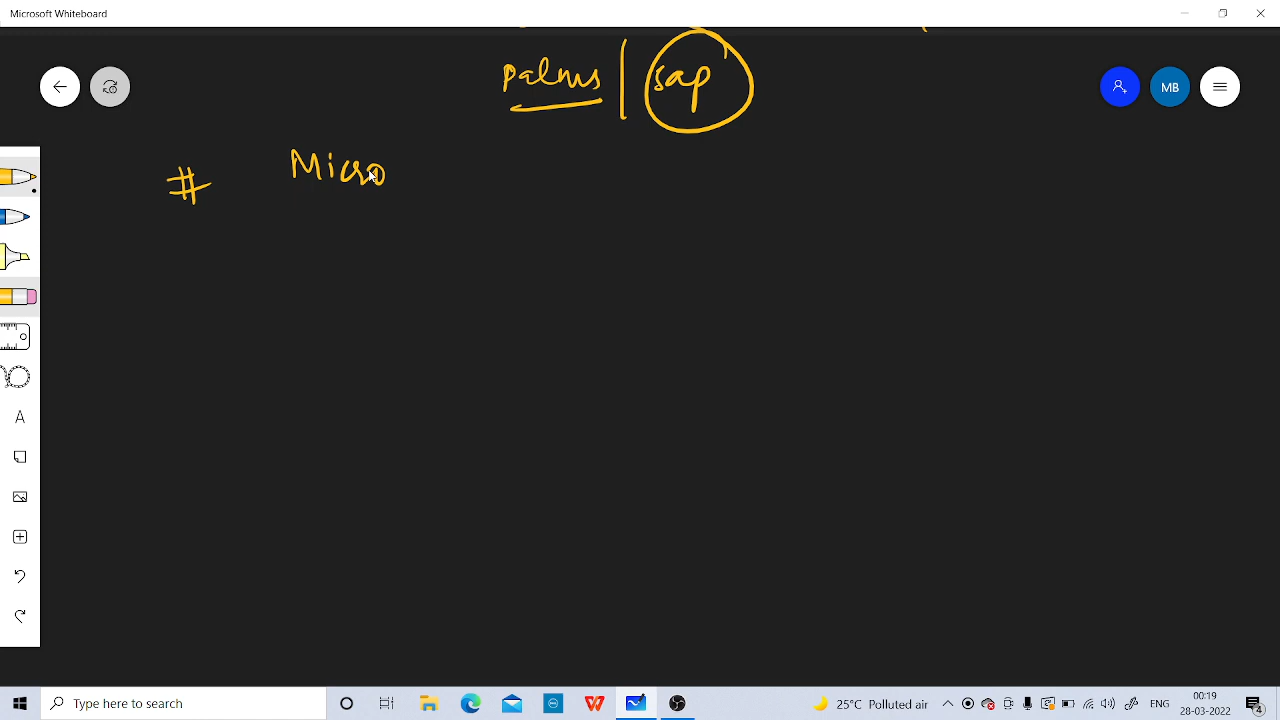 Microsoft Whiteboard
palms | sap
MB
# Micro
A
Type here to search
25°C Polluted air
ENG
00:19
28-03-2022
4